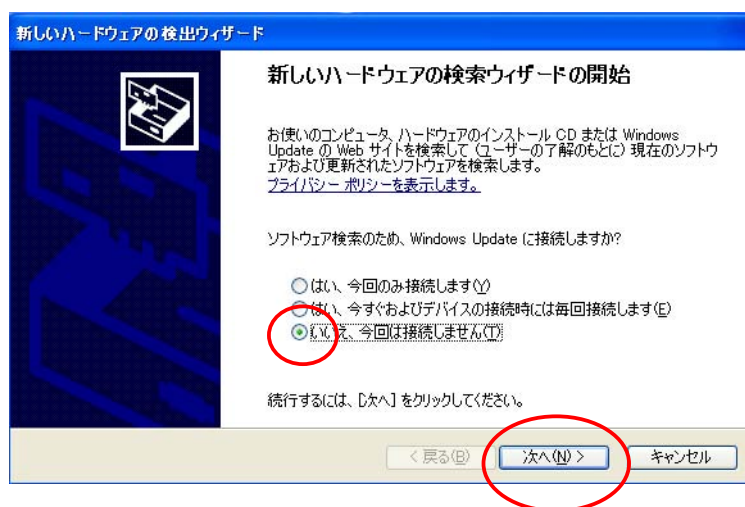 新しいハードウェアの検出ウィザード
新しいハードウェアの検索ウィザードの開始
お使いのコンピュータ、ハードウェアのインストール CD または Windows
Update の Web サイトを検索して (ユーザーの了解のもとに) 現在のソフトウ
ェアおよび更新されたソフトウェアを検索します。
プライバシー ポリシーを表示します。
ソフトウェア検索のため、Windows Update に接続しますか?
はい、今回のみ接続します(Y)
はい、今すぐおよびデバイスの接続時には毎回接続します(E)
いいえ、今回は接続しません(T)
続行するには、[次へ] をクリックしてください。
< 戻る(B) 次へ(N) > キャンセル